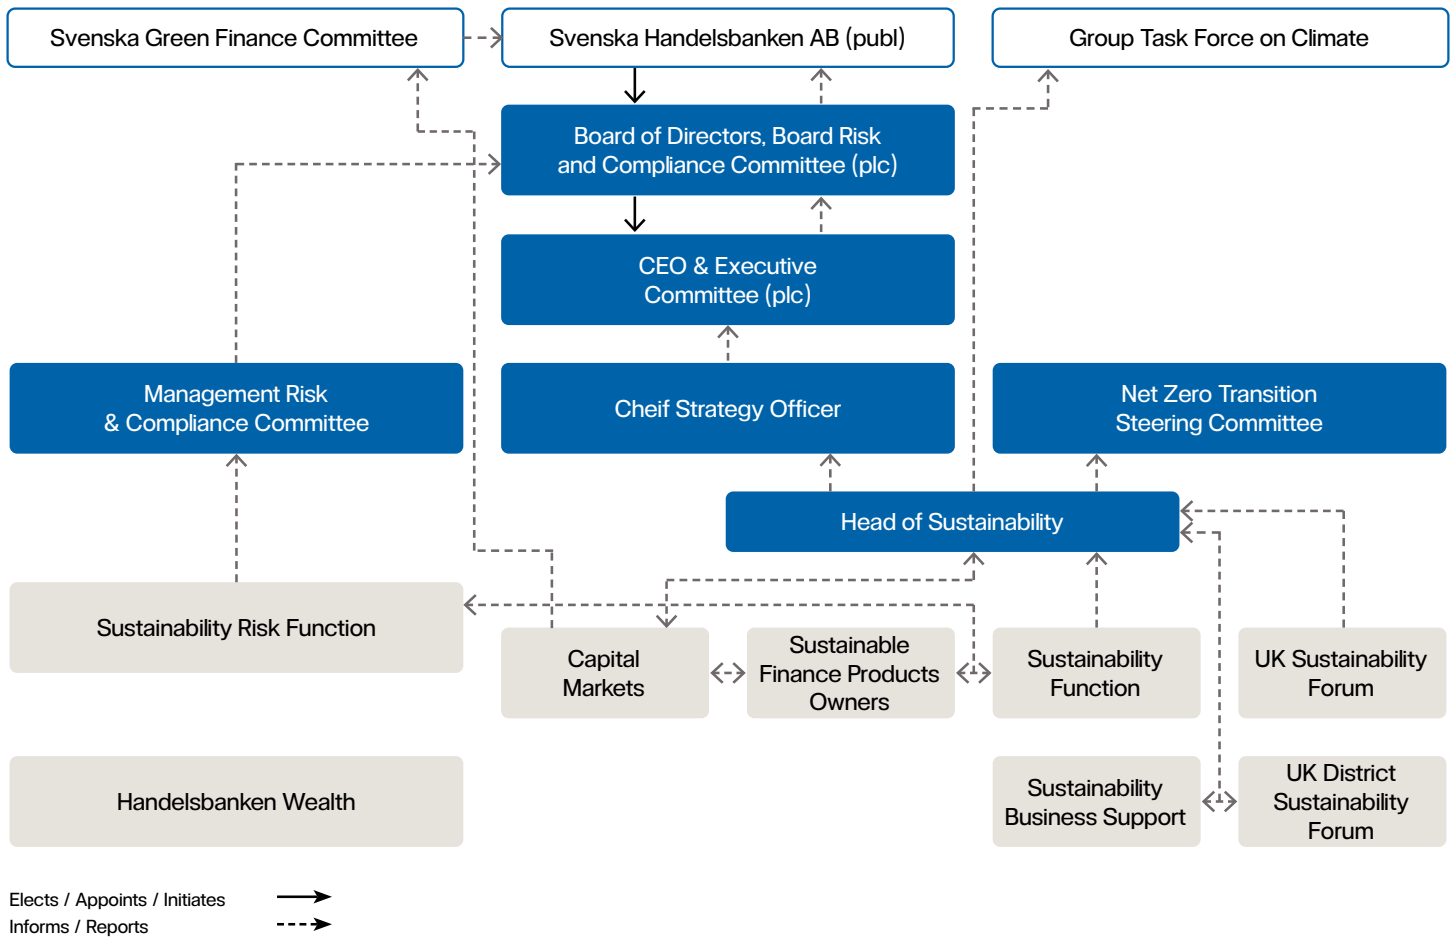 Svenska Green Finance Committee
Svenska Handelsbanken AB (publ)
Group Task Force on Climate
Board of Directors, Board Risk
and Compliance Committee (plc)
CEO & Executive
Committee (plc)
Management Risk
& Compliance Committee
Cheif Strategy Officer
Net Zero Transition
Steering Committee
Head of Sustainability
Sustainability Risk Function
Capital
Markets
Sustainable
Finance Products
Owners
Sustainability
Function
UK Sustainability
Forum
Handelsbanken Wealth
Sustainability
Business Support
UK District
Sustainability
Forum
Elects / Appoints / Initiates
Informs / Reports